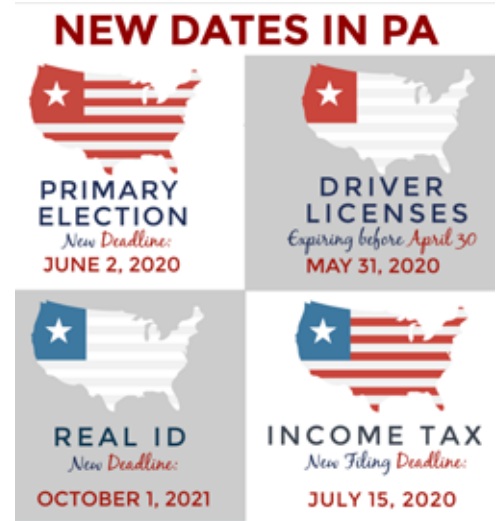 NEW DATES IN PA
PRIMARY
ELECTION
New Deadline:
JUNE 2, 2020
DRIVER
LICENSES
Expiring before April 30
MAY 31, 2020
REAL ID
New Deadline:
OCTOBER 1, 2021
INCOME TAX
New Filing Deadline:
JULY 15, 2020